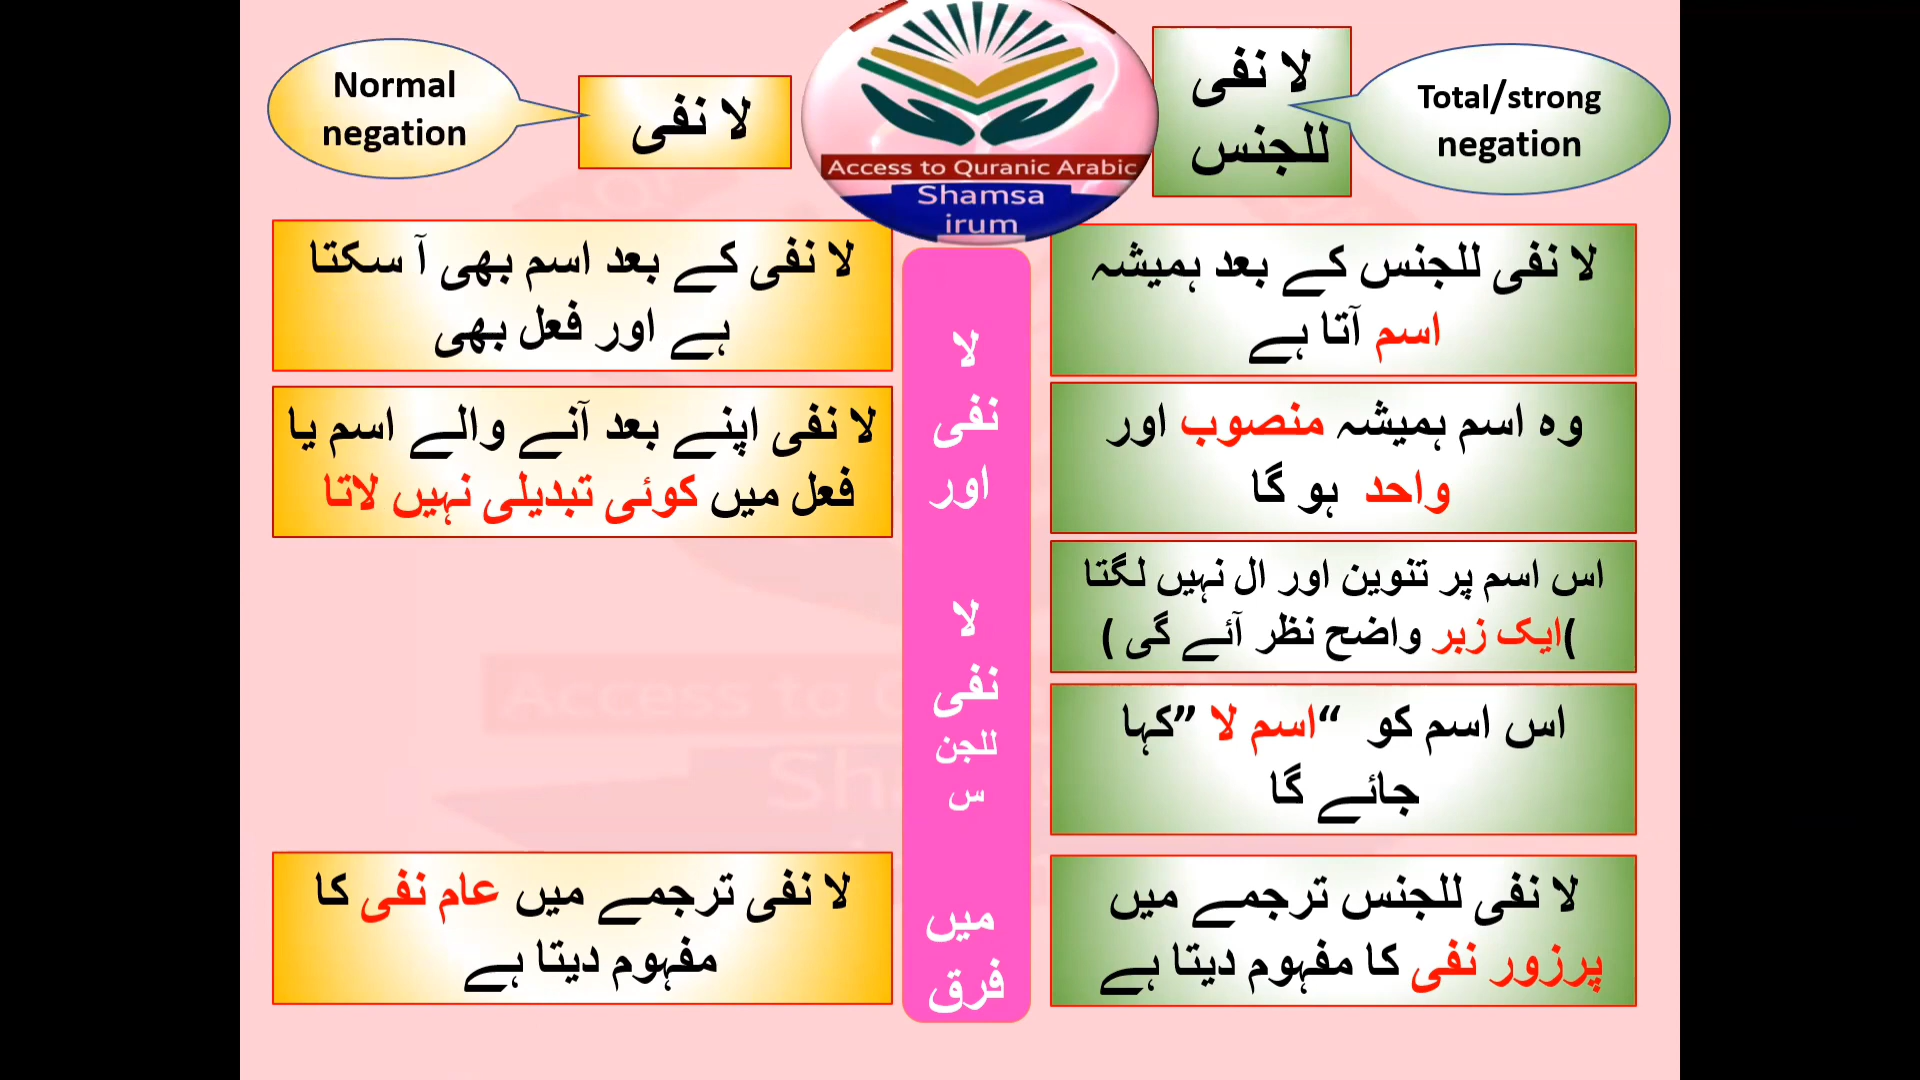 Normal
negation
لا نفی
Access to Quranic Arabic
Shamsa
irum
لا نفی
للجنس
Total/strong
negation
لا نفی للجنس کے بعد ہمیشہ
اسم آتا ہے
وہ اسم ہمیشہ منصوب اور
واحد ہو گا
اس اسم پر تنوین اور ال نہیں لگتا
)ایک زبر واضح نظر آئے گی (
اس اسم کو “اسم لا ”کہا
جائے گا
لا نفی للجنس ترجمے میں
پرزور نفی کا مفہوم دیتا ہے
لا
نفی
اور
لا
نفی
للجن
س
میں
فرق
لا نفی کے بعد اسم بھی آ سکتا
ہے اور فعل بھی
لا نفی اپنے بعد آنے والے اسم یا
فعل میں کوئی تبدیلی نہیں لاتا
لا نفی ترجمے میں عام نفی کا
مفہوم دیتا ہے